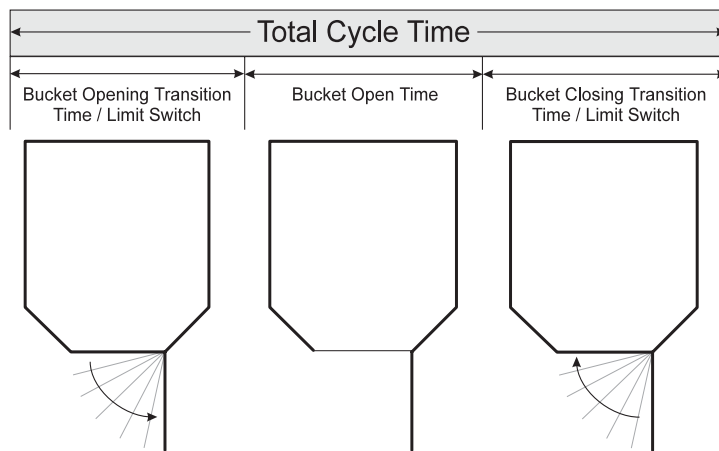 Total Cycle Time
Bucket Opening Transition
Time / Limit Switch
Bucket Open Time
Bucket Closing Transition
Time / Limit Switch